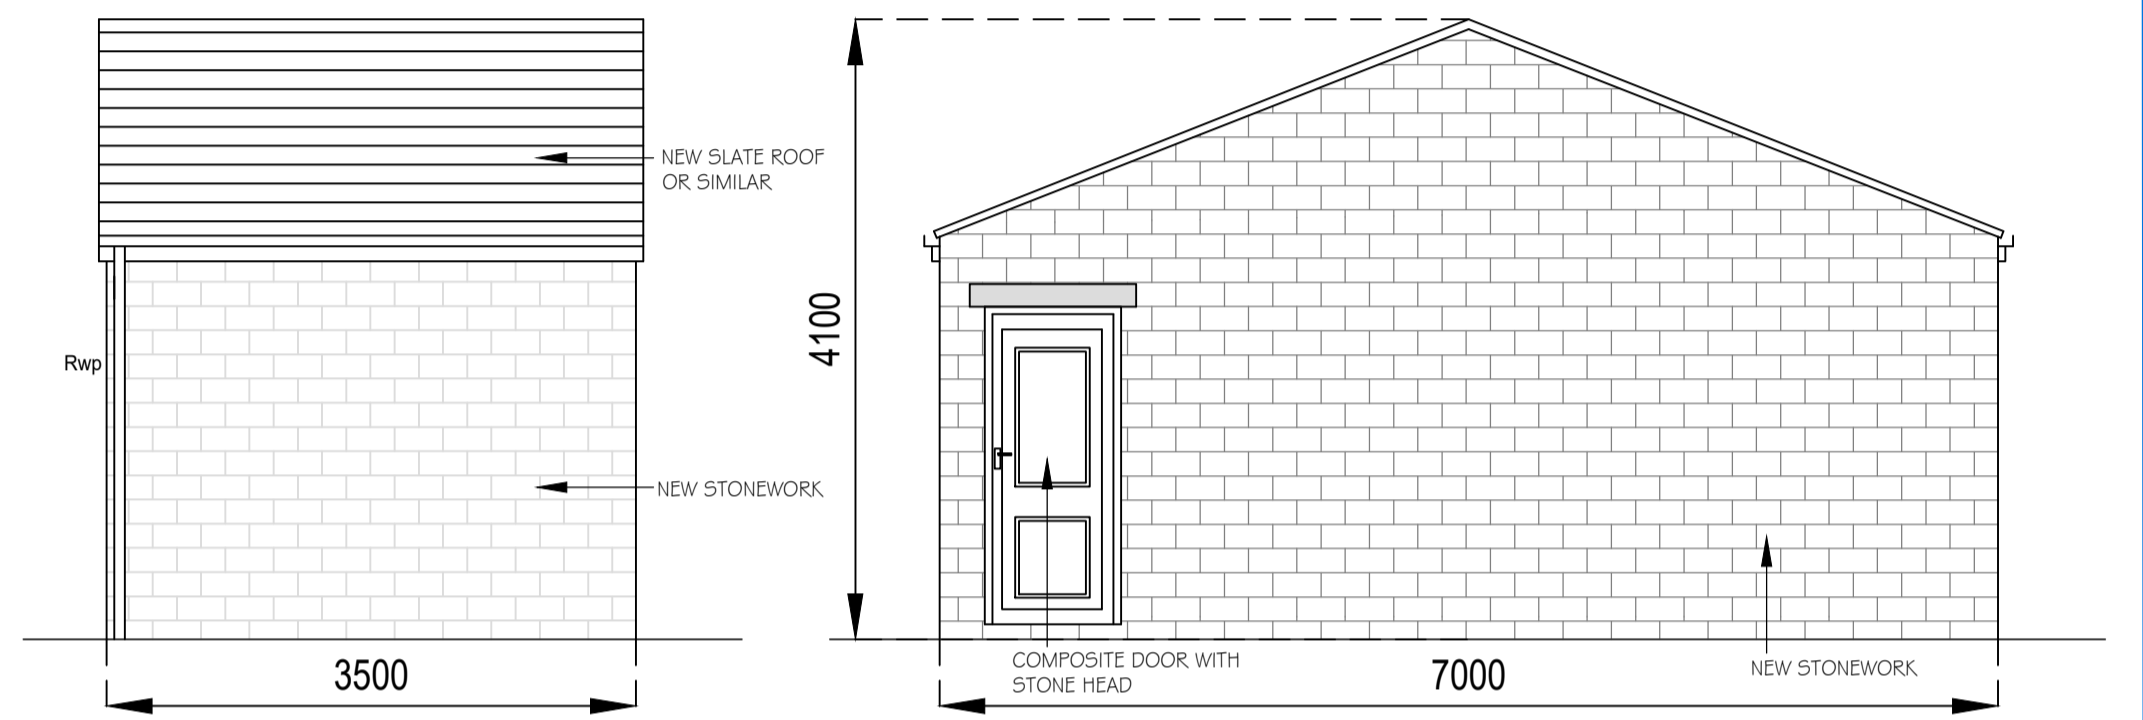 NEW SLATE ROOF
OR SIMILAR
Rwp
NEW STONEWORK
3500
4100
COMPOSITE DOOR WITH
STONE HEAD
7000
NEW STONEWORK